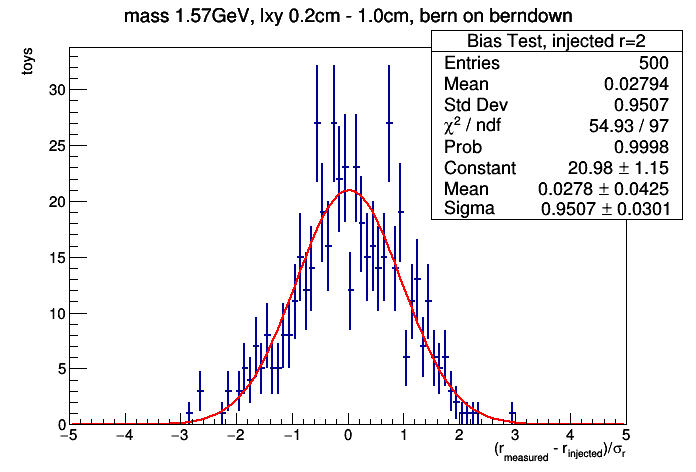 mass 1.57GeV, lxy 0.2cm - 1.0cm, bern on berndown
toys
Bias Test, injected r=2
Entries 500
Mean 0.02794
Std Dev 0.9507
χ² / ndf 54.93 / 97
Prob 0.9998
Constant 20.98 ± 1.15
Mean 0.0278 ± 0.0425
Sigma 0.9507 ± 0.0301
30
25
20
15
10
5
0
−5 −4 −3 −2 −1 0 1 2 3 4 5
(r_measured - r_injected)/σ_r